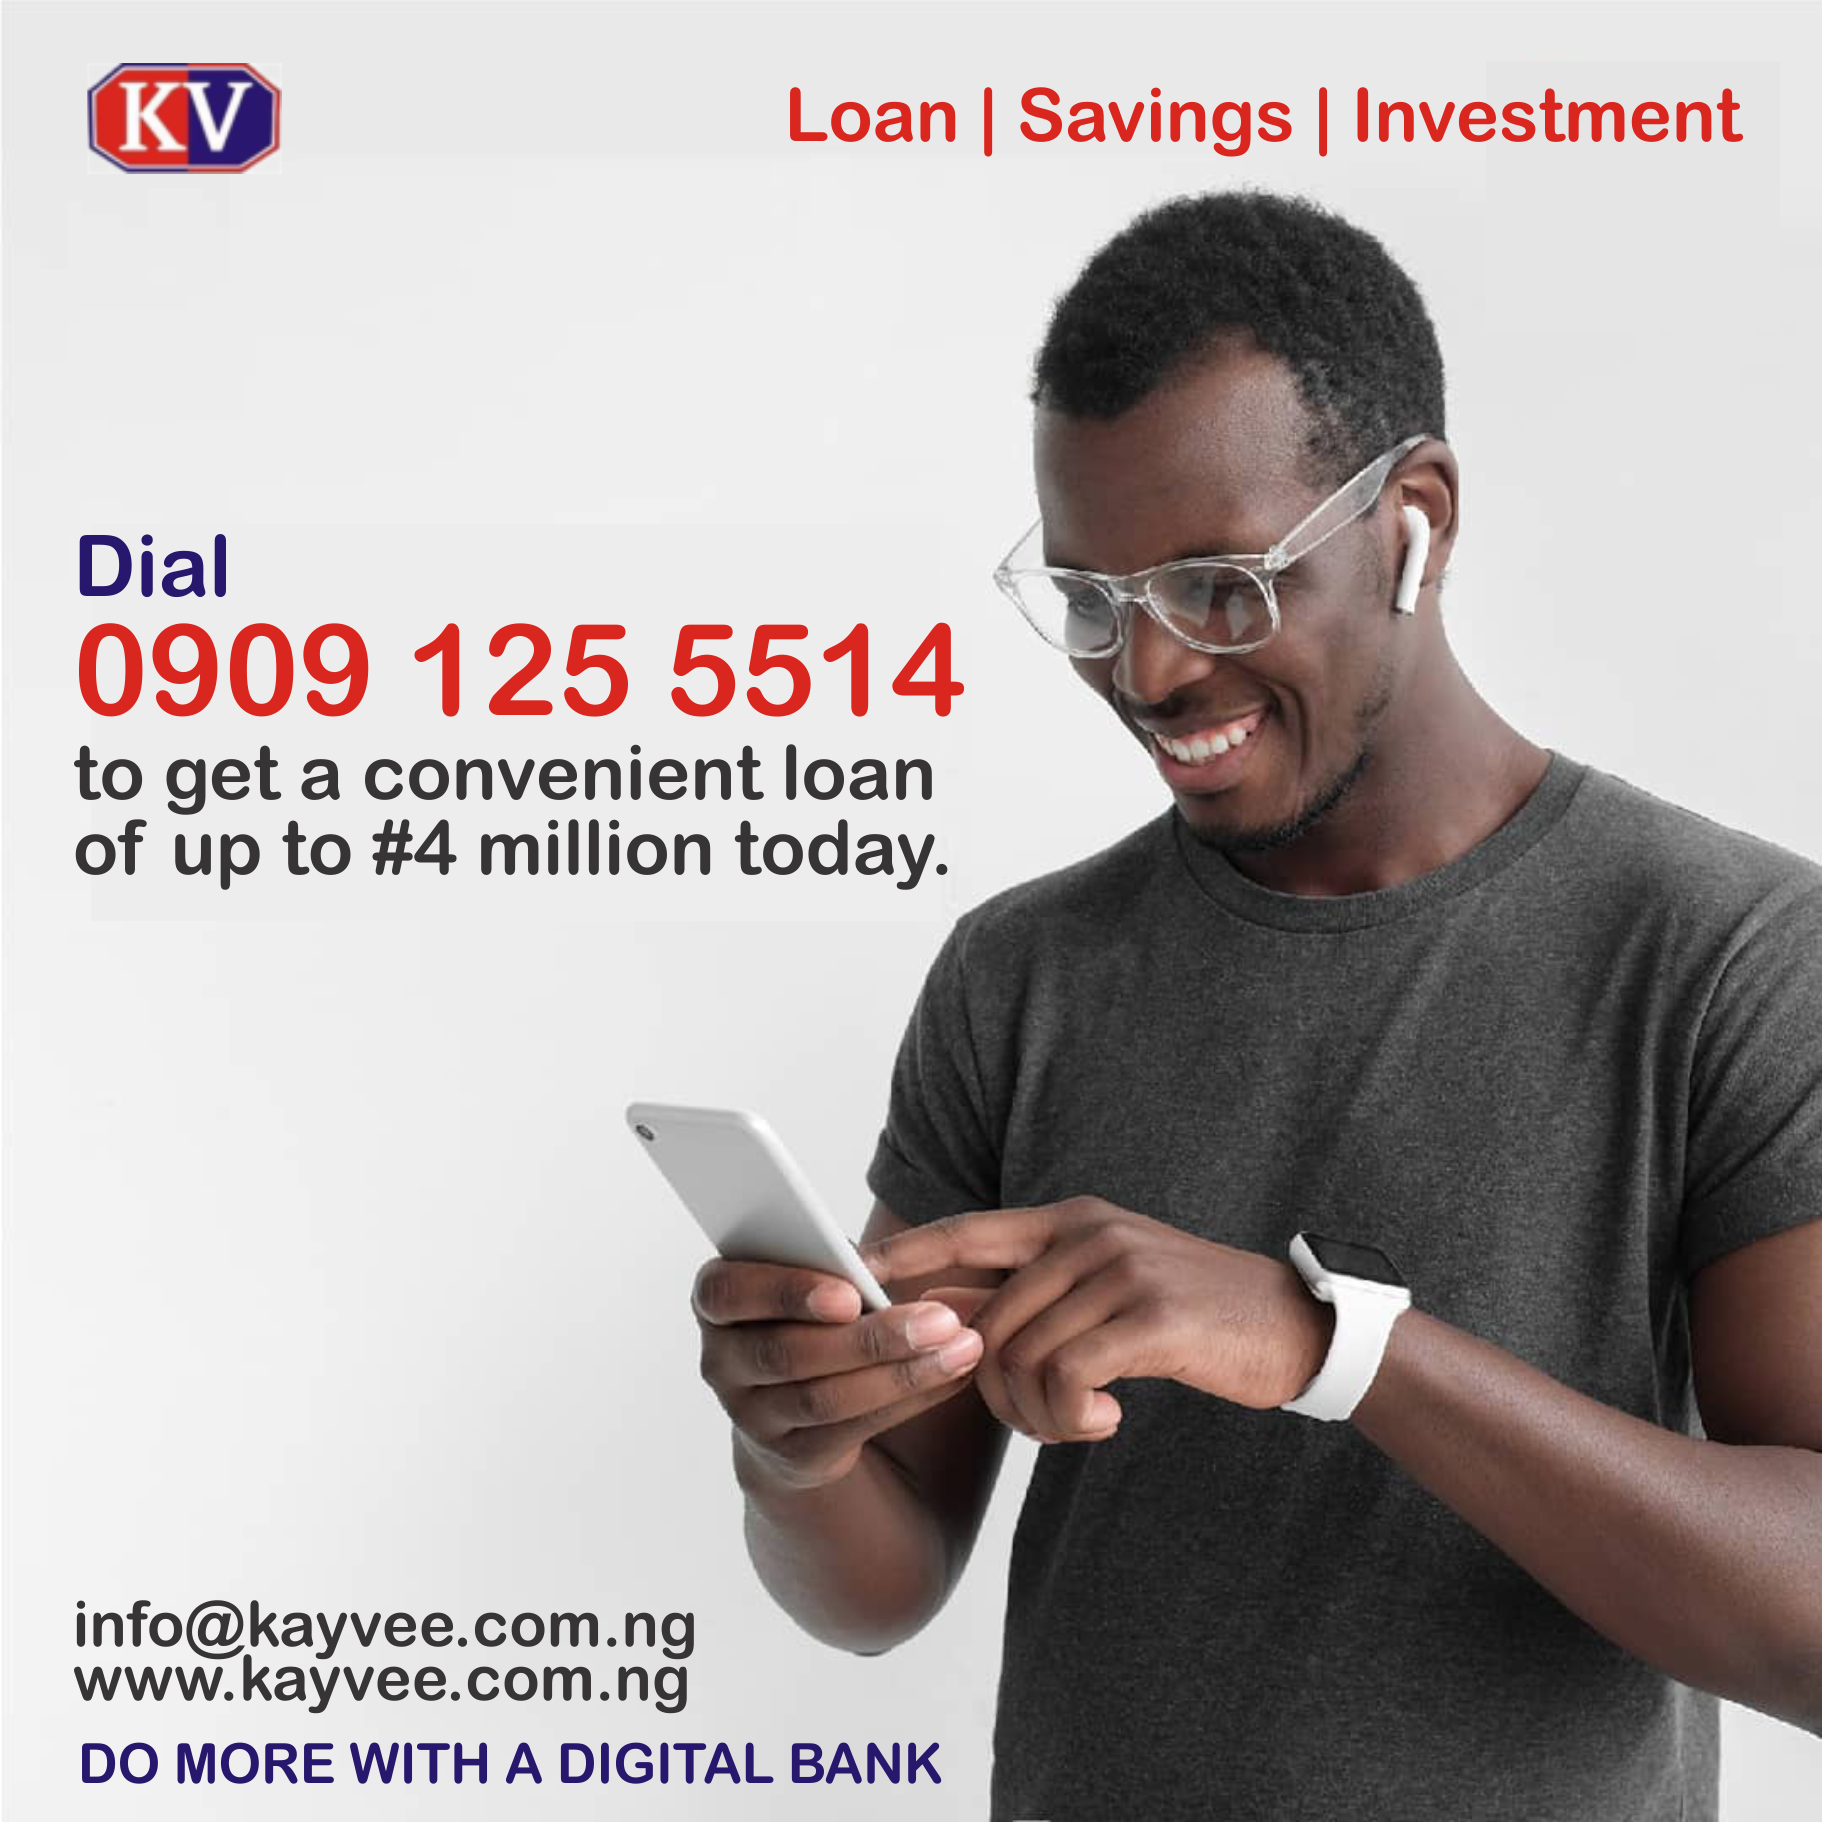 KV
Loan | Savings | Investment
Dial
0909 125 5514
to get a convenient loan
of up to #4 million today.
info@kayvee.com.ng
www.kayvee.com.ng
DO MORE WITH A DIGITAL BANK